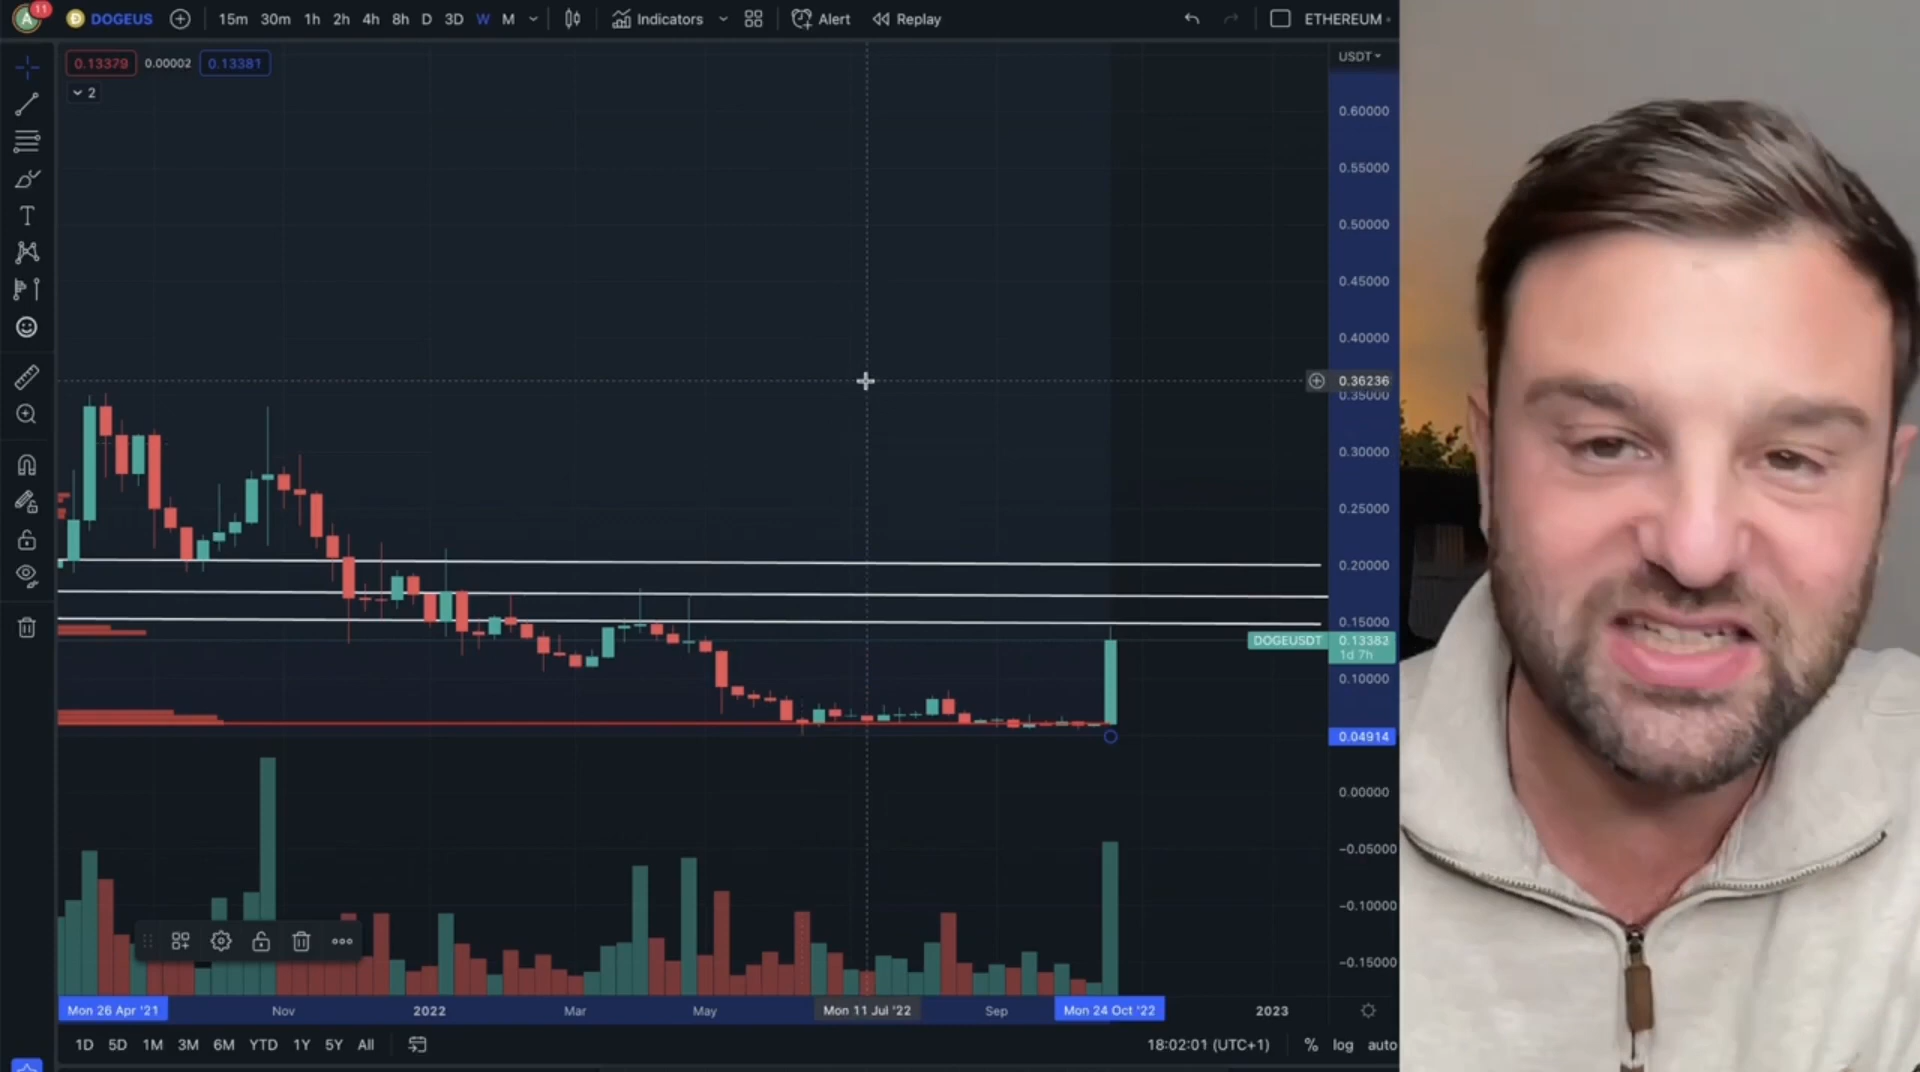 A 11 DOGEUS 15m 30m 1h 2h 4h 8h D 3D W M Indicators Alert Replay ETHEREUM
0.13379 0.00002 0.13381
USDT
2
0.60000
0.55000
0.50000
0.45000
0.40000
0.36236
0.35000
0.30000
0.25000
0.20000
0.15000
DOGEUSDT 0.13382
1d 7h
0.10000
0.04914
0.00000
−0.05000
−0.10000
−0.15000
Mon 26 Apr '21 Nov 2022 Mar May Mon 11 Jul '22 Sep Mon 24 Oct '22 2023
1D 5D 1M 3M 6M YTD 1Y 5Y All 18:02:01 (UTC+1) % log auto